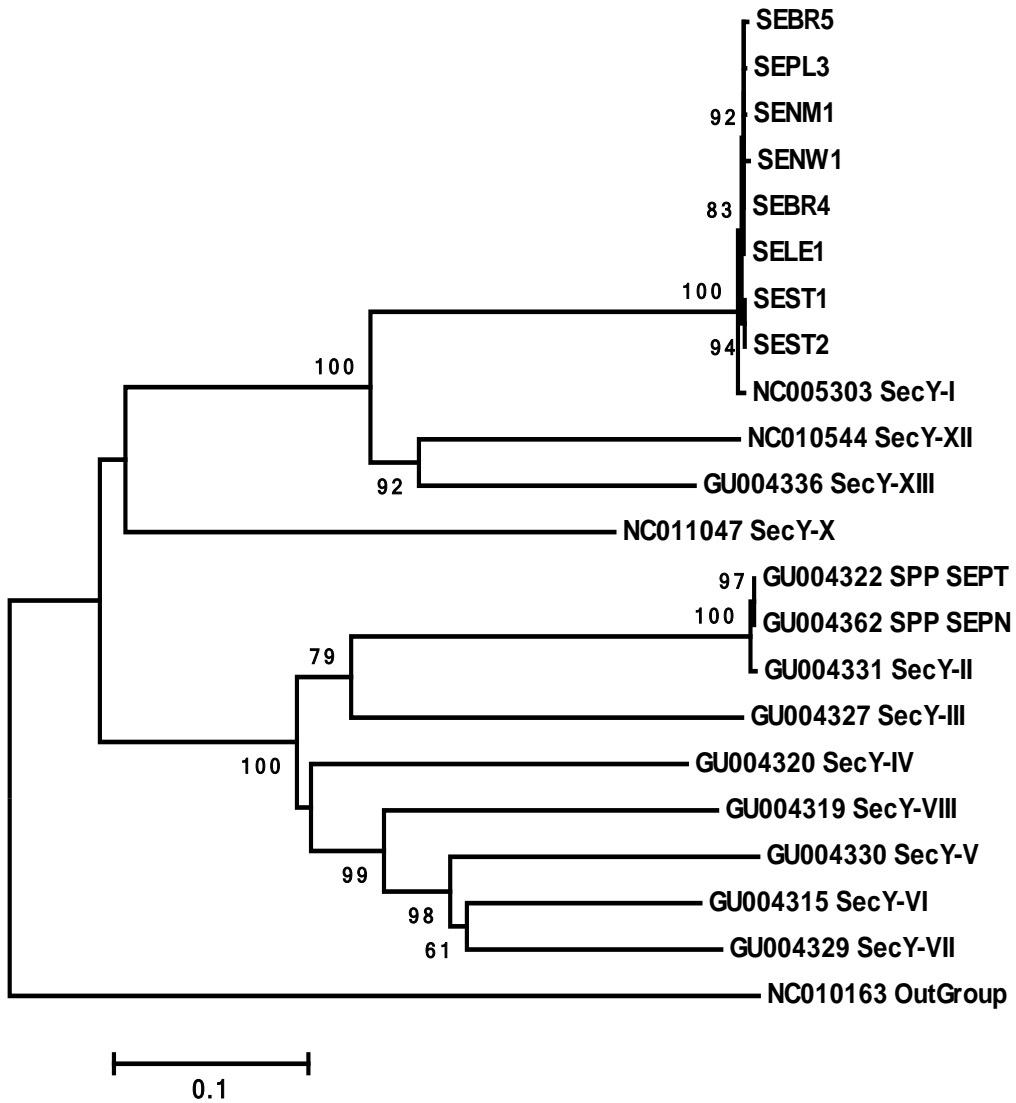 SEBR5
SEPL3
92 SENM1
SENW1
83 SEBR4
SELE1
100 SEST1
94 SEST2
100
NC005303 SecY-I
NC010544 SecY-XII
92 GU004336 SecY-XIII
NC011047 SecY-X
97 GU004322 SPP SEPT
100 GU004362 SPP SEPN
79
GU004331 SecY-II
GU004327 SecY-III
100 GU004320 SecY-IV
GU004319 SecY-VIII
99 GU004330 SecY-V
98 GU004315 SecY-VI
61 GU004329 SecY-VII
NC010163 OutGroup
0.1